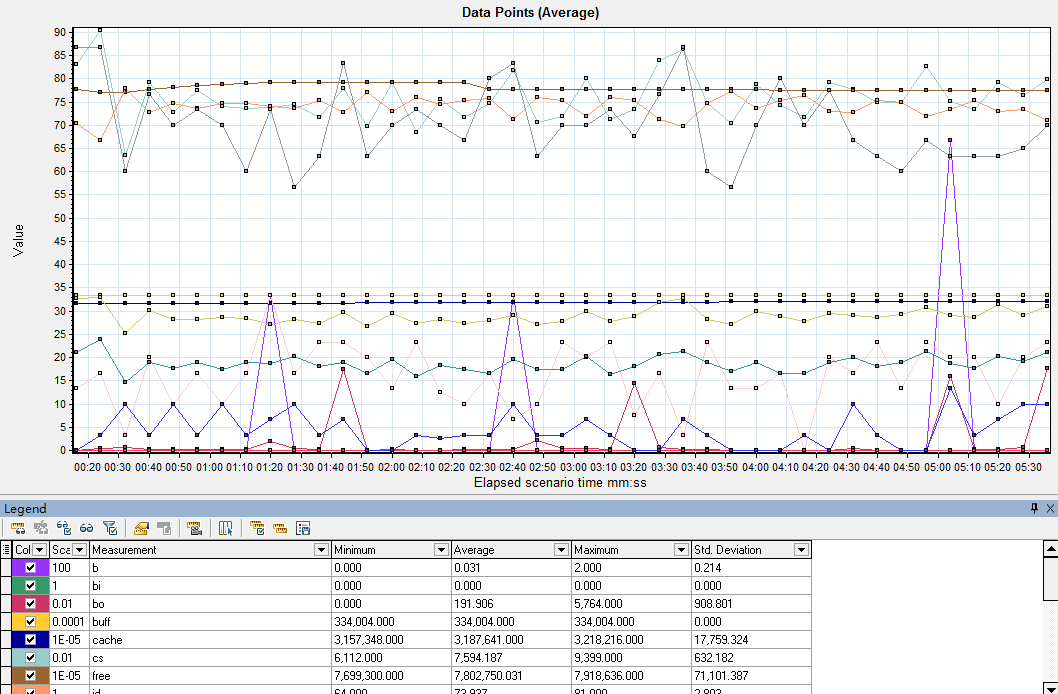 Data Points (Average)
90
85
80
75
70
65
60
55
50
45
40
35
30
25
20
15
10
5
0
Value
00:20 00:30 00:40 00:50 01:00 01:10 01:20 01:30 01:40 01:50 02:00 02:10 02:20 02:30 02:40 02:50 03:00 03:10 03:20 03:30 03:40 03:50 04:00 04:10 04:20 04:30 04:40 04:50 05:00 05:10 05:20 05:30
Elapsed scenario time mm:ss
Legend
Col Sca Measurement Minimum Average Maximum Std. Deviation
100 b 0.000 0.031 2.000 0.214
1 bi 0.000 0.000 0.000 0.000
0.01 bo 0.000 191.906 5,764.000 908.801
0.0001 buff 334,004.000 334,004.000 334,004.000 0.000
1E-05 cache 3,157,348.000 3,187,641.000 3,218,216.000 17,759.324
0.01 cs 6,112.000 7,594.187 9,399.000 632.182
1E-05 free 7,699,300.000 7,802,750.031 7,918,636.000 71,101.387
1 id 64.000 73.937 81.000 2.803